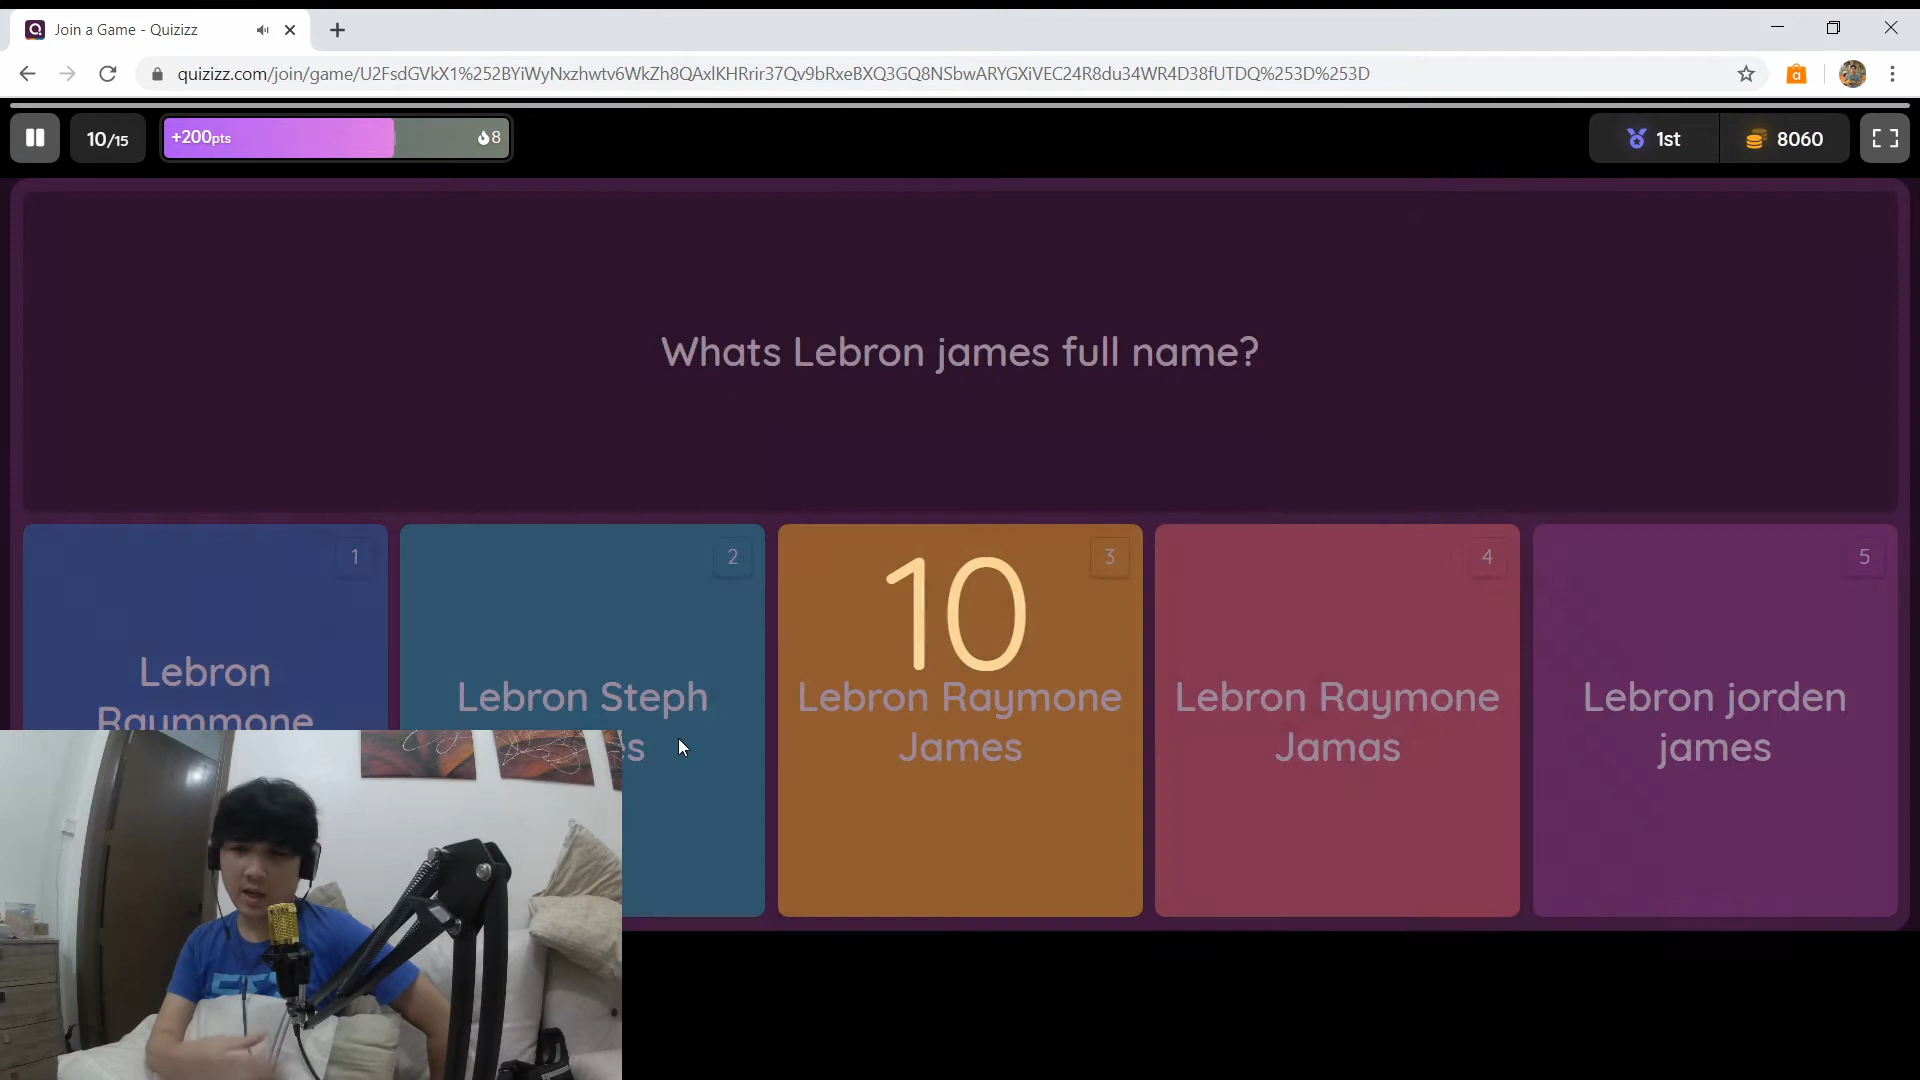 Join a Game - Quizizz
quizizz.com/join/game/U2FsdGVkX1%252BYiWyNxzhwtv6WkZh8QAxlKHRrir37Qv9bRxeBXQ3GQ8NSbwARYGXiVEC24R8du34WR4D38fUTDQ%253D%253D
10/15
+200pts
8
1st
8060
Whats Lebron james full name?
1
Lebron
Raymmone
2
Lebron Steph
3
10
Lebron Raymone
James
4
Lebron Raymone
Jamas
5
Lebron jorden
james